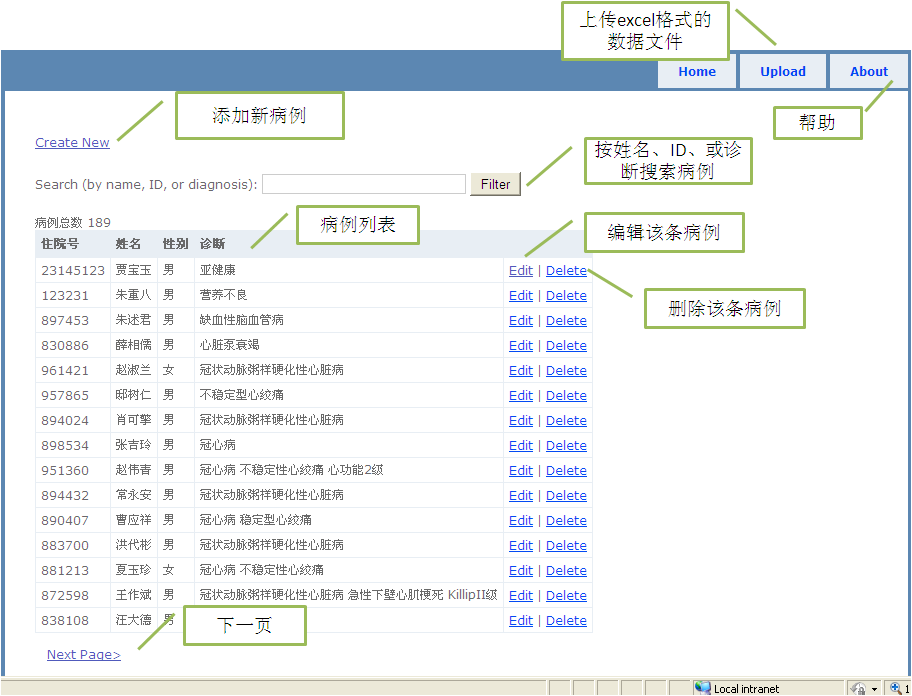 上传excel格式的
数据文件
Home Upload About
添加新病例
帮助
Create New
按姓名、ID、或诊
断搜索病例
Search (by name, ID, or diagnosis): Filter
病例列表
编辑该条病例
病例总数 189
住院号 姓名 性别 诊断
23145123 贾宝玉 男 亚健康 Edit | Delete
删除该条病例
123231 朱重八 男 营养不良 Edit | Delete
897453 朱述君 男 缺血性脑血管病 Edit | Delete
830886 薛相儒 男 心脏泵衰竭 Edit | Delete
961421 赵淑兰 女 冠状动脉粥样硬化性心脏病 Edit | Delete
957865 邸树仁 男 不稳定型心绞痛 Edit | Delete
894024 肖可擎 男 冠状动脉粥样硬化性心脏病 Edit | Delete
898534 张吉玲 男 冠心病 Edit | Delete
951360 赵伟青 男 冠心病 不稳定性心绞痛 心功能2级 Edit | Delete
894432 常永安 男 冠状动脉粥样硬化性心脏病 Edit | Delete
890407 曹应祥 男 冠心病 稳定型心绞痛 Edit | Delete
883700 洪代彬 男 冠状动脉粥样硬化性心脏病 Edit | Delete
881213 夏玉珍 女 冠心病 不稳定性心绞痛 Edit | Delete
872598 王作斌 男 冠状动脉粥样硬化性心脏病 急性下壁心肌梗死 KillipII级 Edit | Delete
838108 汪大德 男 Edit | Delete
下一页
Next Page>
Local intranet 1